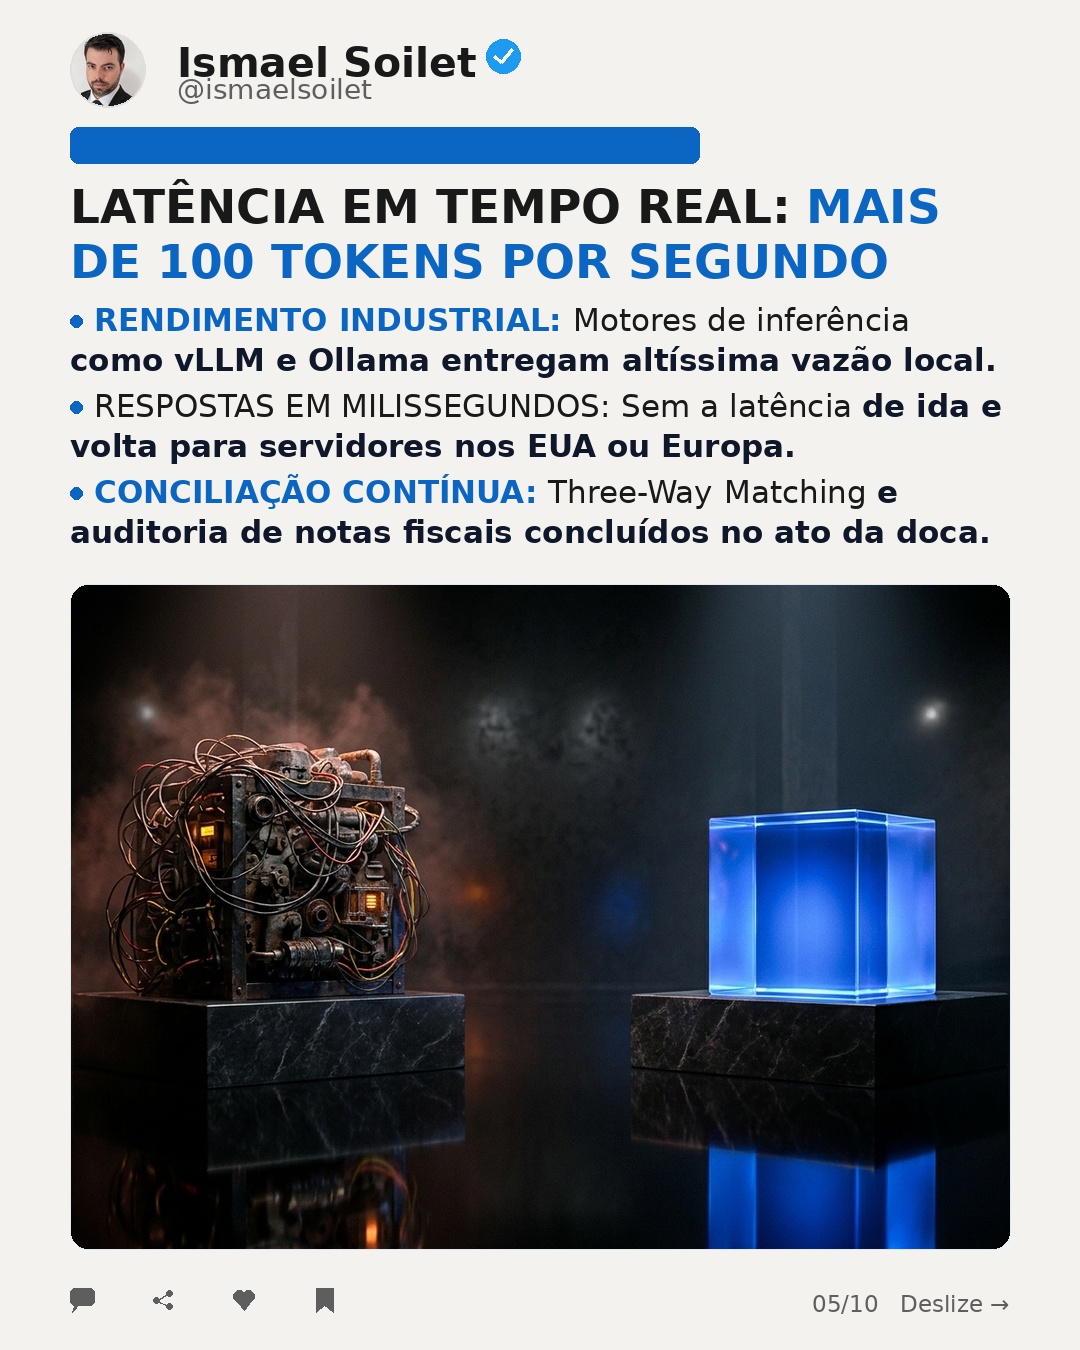 Ismael Soilet
@ismaelsoilet
LATÊNCIA EM TEMPO REAL: MAIS
DE 100 TOKENS POR SEGUNDO
• RENDIMENTO INDUSTRIAL: Motores de inferência
como vLLM e Ollama entregam altíssima vazão local.
• RESPOSTAS EM MILISSEGUNDOS: Sem a latência de ida e
volta para servidores nos EUA ou Europa.
• CONCILIAÇÃO CONTÍNUA: Three-Way Matching e
auditoria de notas fiscais concluídos no ato da doca.
05/10 Deslize →